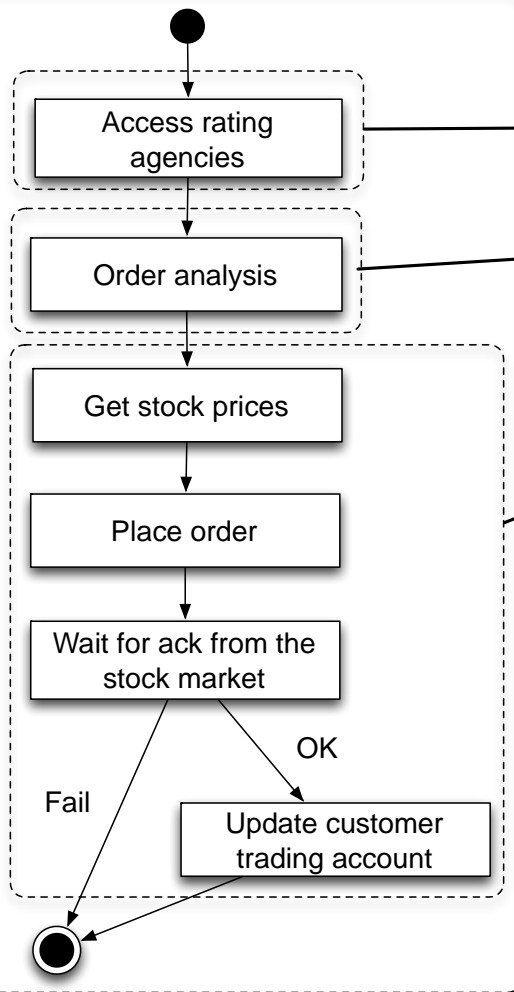 Access rating
agencies
Order analysis
Get stock prices
Place order
Wait for ack from the
stock market
OK
Fail
Update customer
trading account